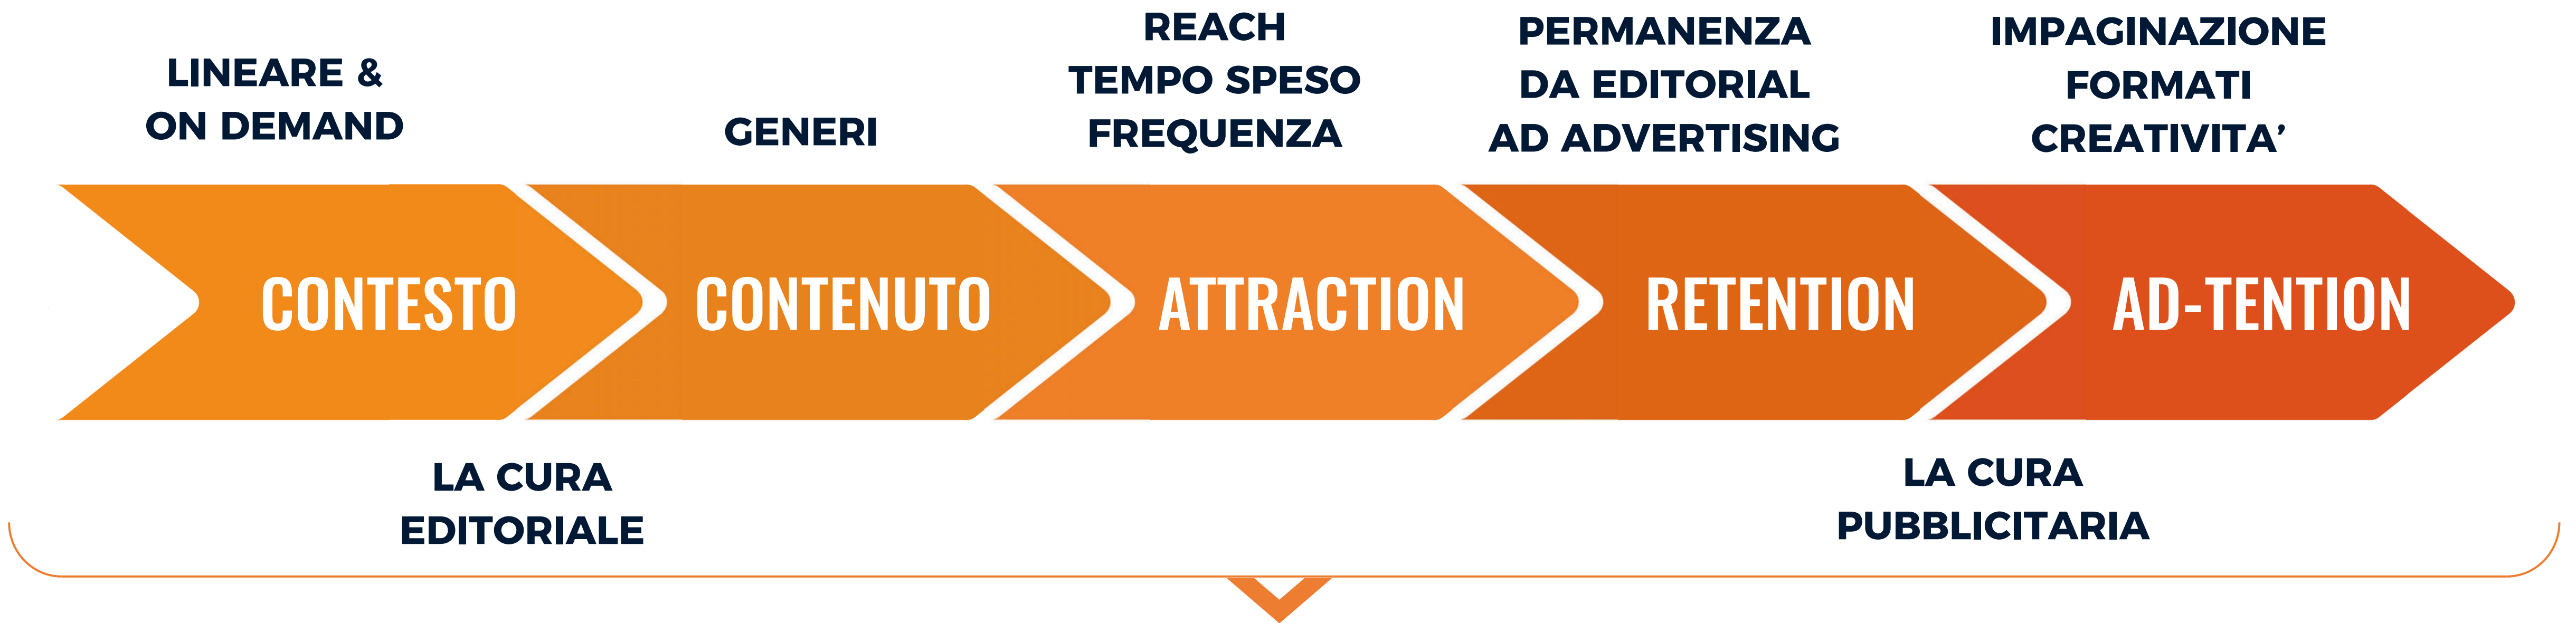 LINEARE &
ON DEMAND
GENERI
REACH
TEMPO SPESO
FREQUENZA
PERMANENZA
DA EDITORIAL
AD ADVERTISING
IMPAGINAZIONE
FORMATI
CREATIVITA’
CONTESTO
CONTENUTO
ATTRACTION
RETENTION
AD-TENTION
LA CURA
EDITORIALE
LA CURA
PUBBLICITARIA